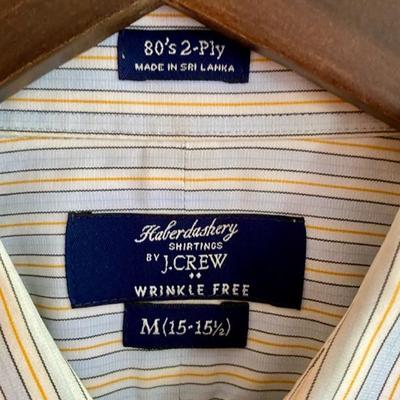 80's 2-Ply
MADE IN SRI LANKA
Haberdashery
SHIRTINGS
BY J.CREW
WRINKLE FREE
M (15-15½)